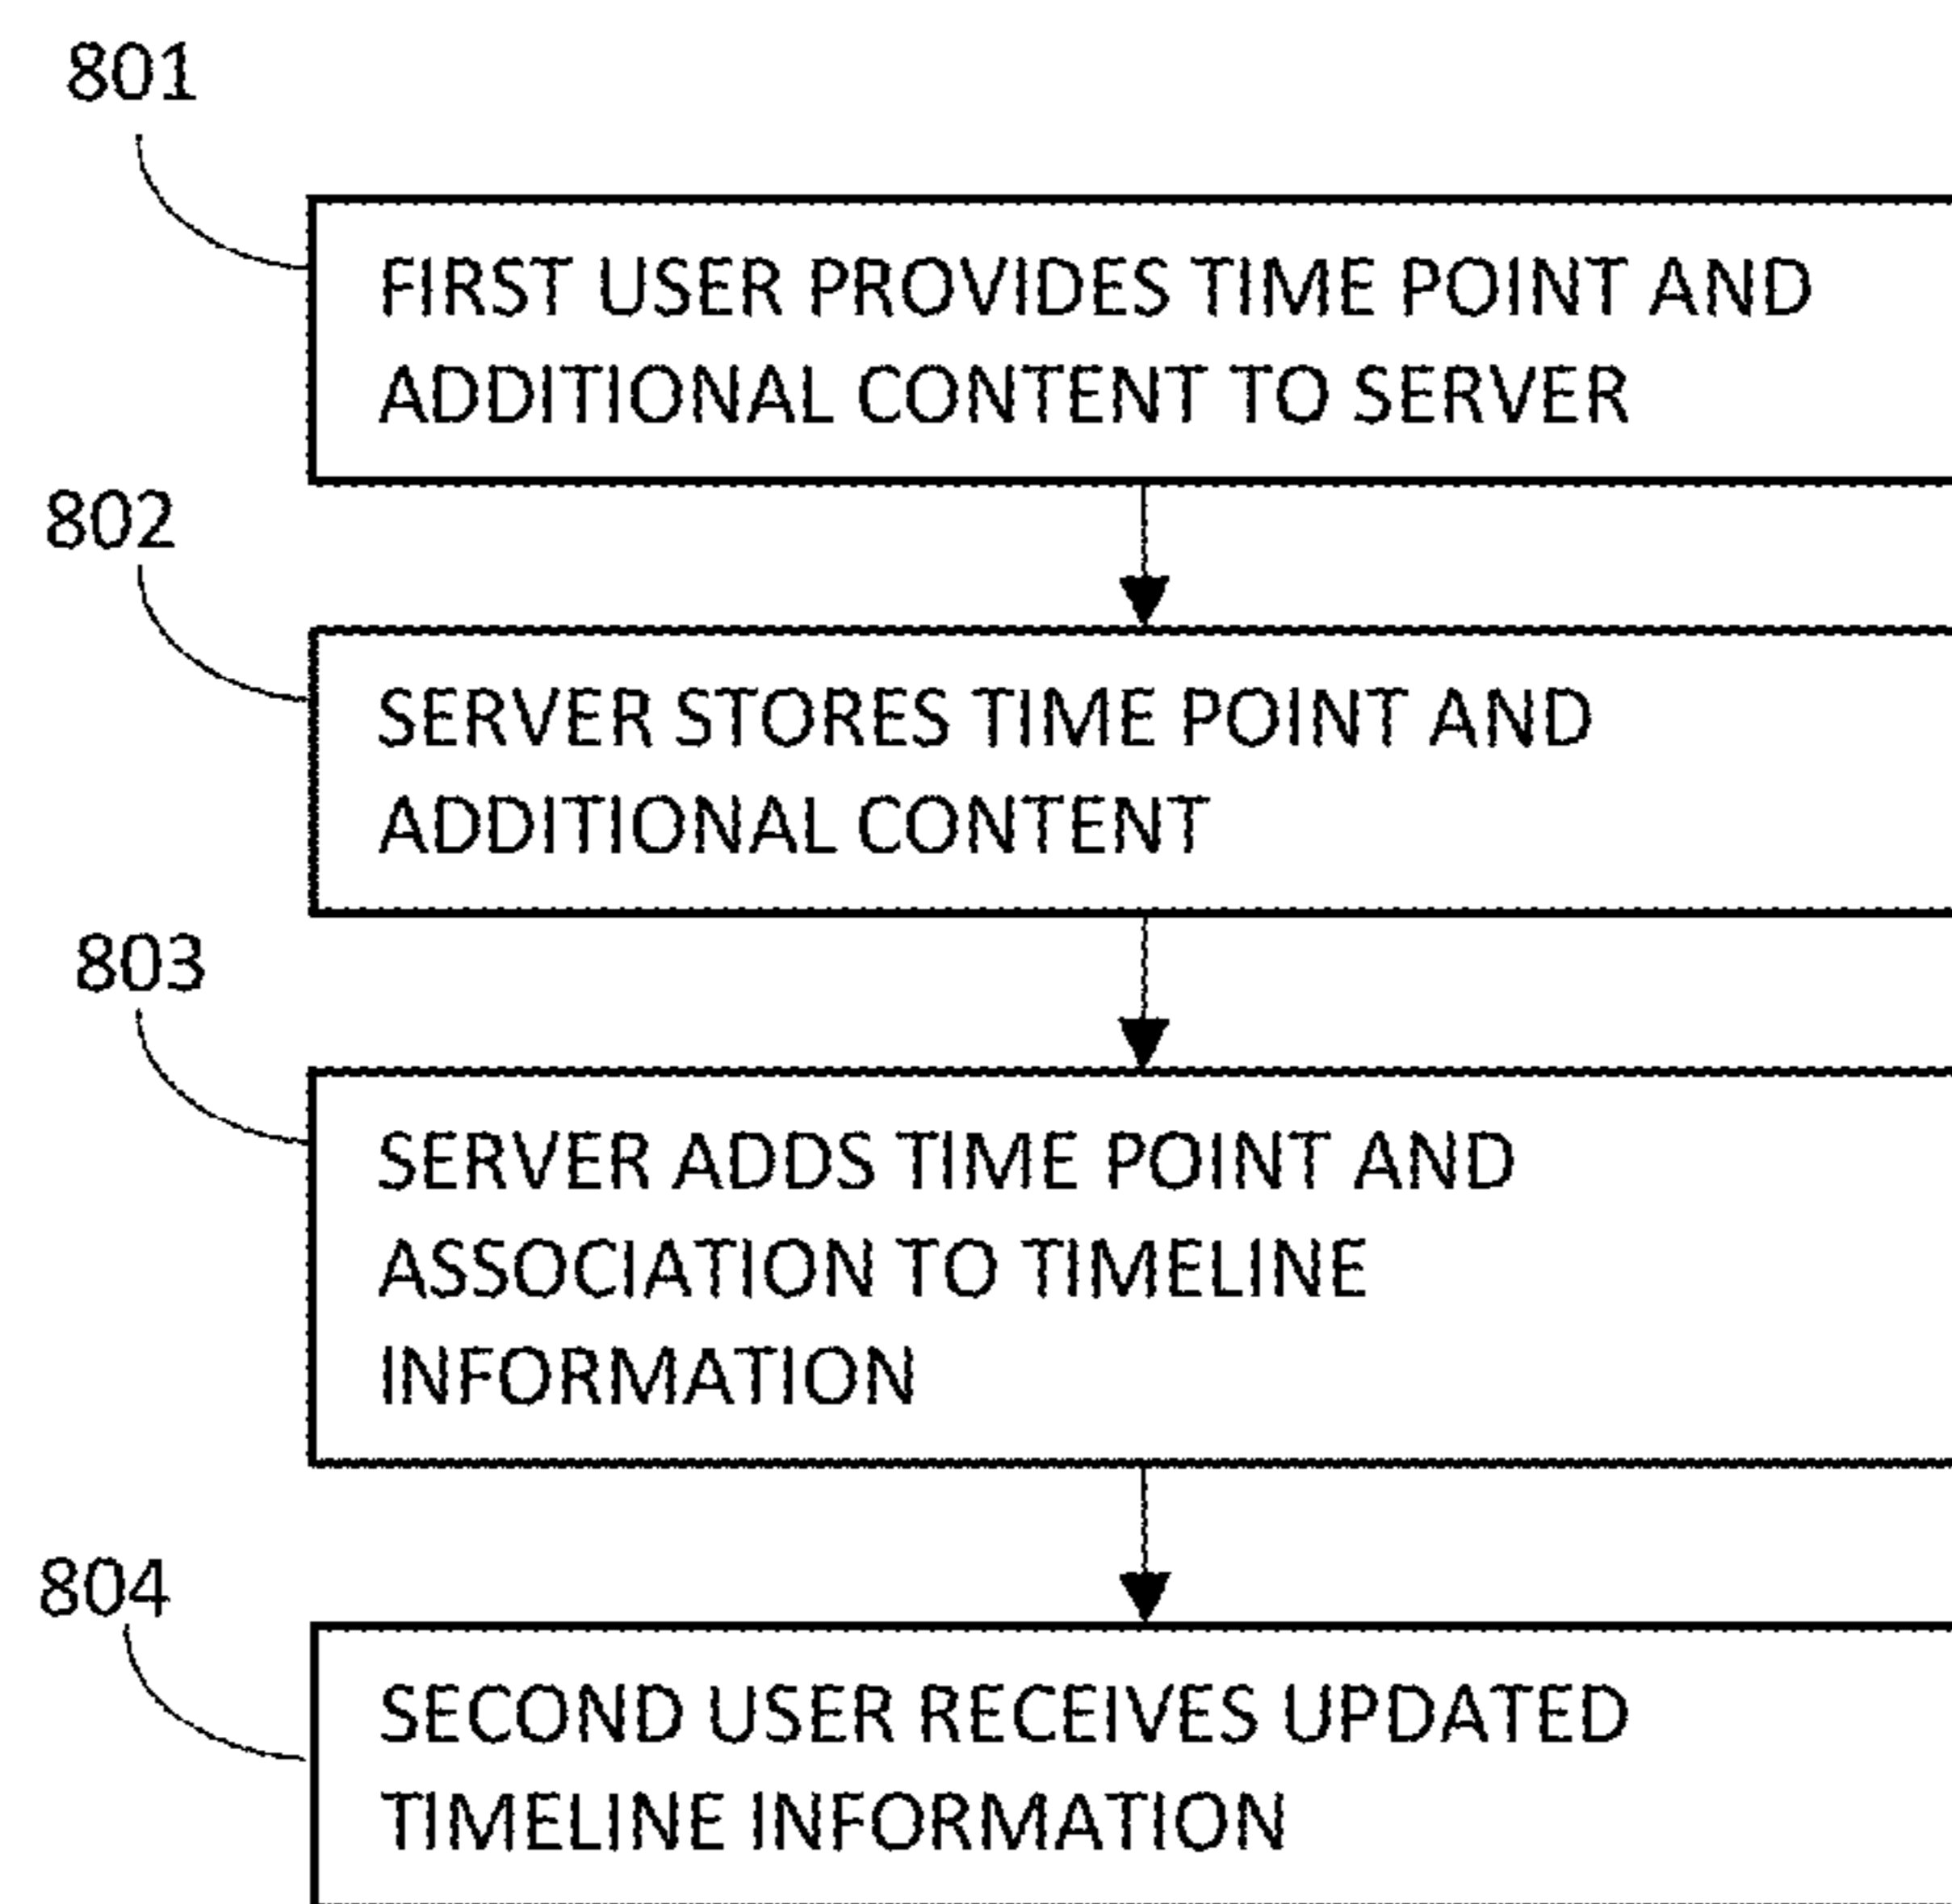 801
FIRST USER PROVIDES TIME POINT AND
ADDITIONAL CONTENT TO SERVER
802
SERVER STORES TIME POINT AND
ADDITIONAL CONTENT
803
SERVER ADDS TIME POINT AND
ASSOCIATION TO TIMELINE
INFORMATION
804
SECOND USER RECEIVES UPDATED
TIMELINE INFORMATION